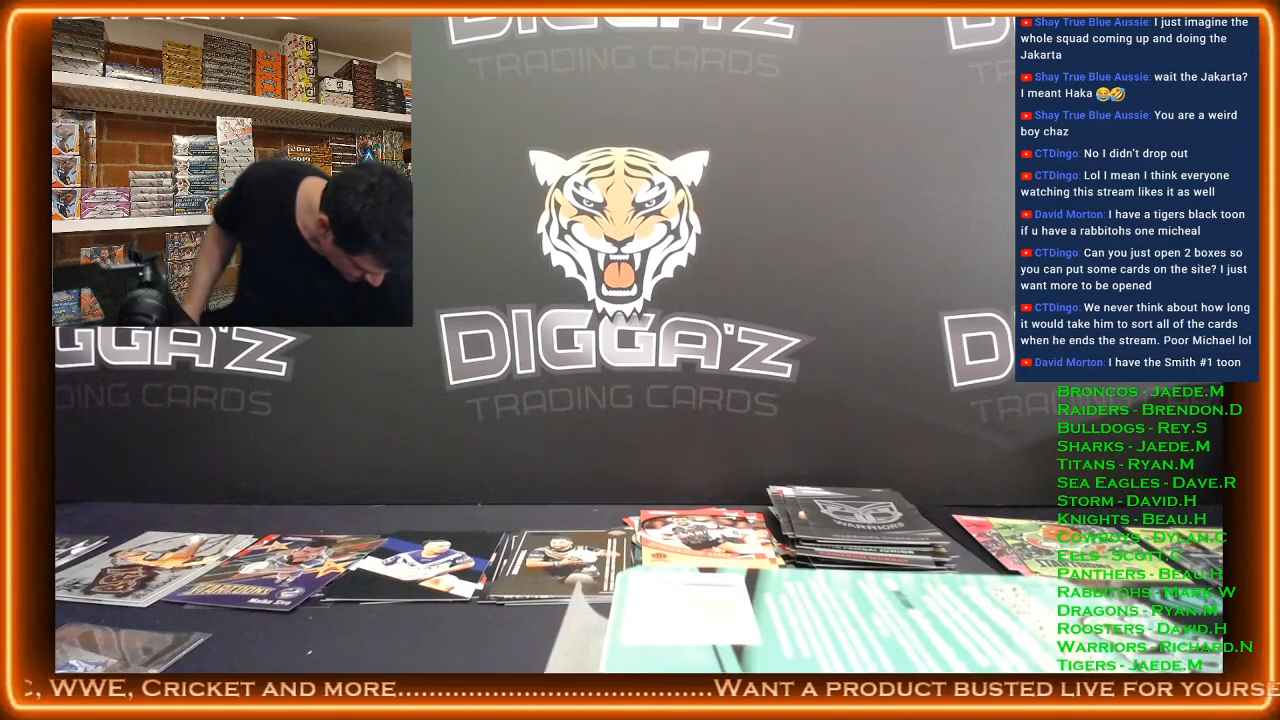 TRADING CARDS
DIGGA'Z
TRADING CARDS
DIGGA'Z
TRADING CARDS
2019
2019
WARRIORS
Shay True Blue Aussie: I just imagine the
whole squad coming up and doing the
Jakarta
Shay True Blue Aussie: wait the Jakarta?
I meant Haka 😂🤣
Shay True Blue Aussie: You are a weird
boy chaz
CTDingo: No I didn't drop out
CTDingo: Lol I mean I think everyone
watching this stream likes it as well
David Morton: I have a tigers black toon
if u have a rabbitohs one micheal
CTDingo: Can you just open 2 boxes so
you can put some cards on the site? I just
want more to be opened
CTDingo: We never think about how long
it would take him to sort all of the cards
when he ends the stream. Poor Michael lol
David Morton: I have the Smith #1 toon
Broncos - Jaede.M
Raiders - Brendon.D
Bulldogs - Rey.S
Sharks - Jaede.M
Titans - Ryan.M
Sea Eagles - Dave.R
Storm - David.H
Knights - Beau.H
Cowboys - Dylan.C
Eels - Scott.C
Panthers - Beau.H
Rabbitohs - Mark.W
Dragons - Ryan.M
Roosters - David.H
Warriors - Richard.N
Tigers - Jaede.M
C, WWE, Cricket and more.......................................Want a product busted live for yourse